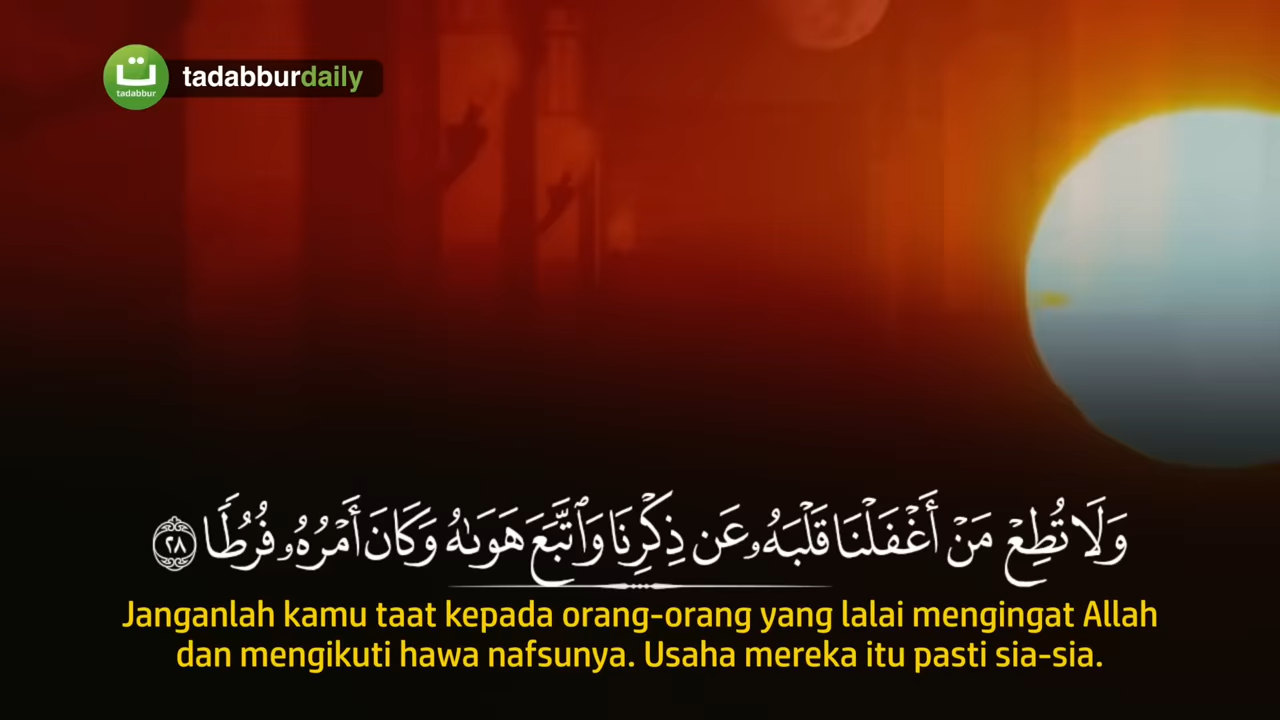 ت
tadabbur
tadabburdaily
وَلَا تُطِعْ مَنْ أَغْفَلْنَا قَلْبَهُۥ عَن ذِكْرِنَا وَٱتَّبَعَ هَوَىٰهُ وَكَانَ أَمْرُهُۥ فُرُطًا ٢٨
Janganlah kamu taat kepada orang-orang yang lalai mengingat Allah
dan mengikuti hawa nafsunya. Usaha mereka itu pasti sia-sia.